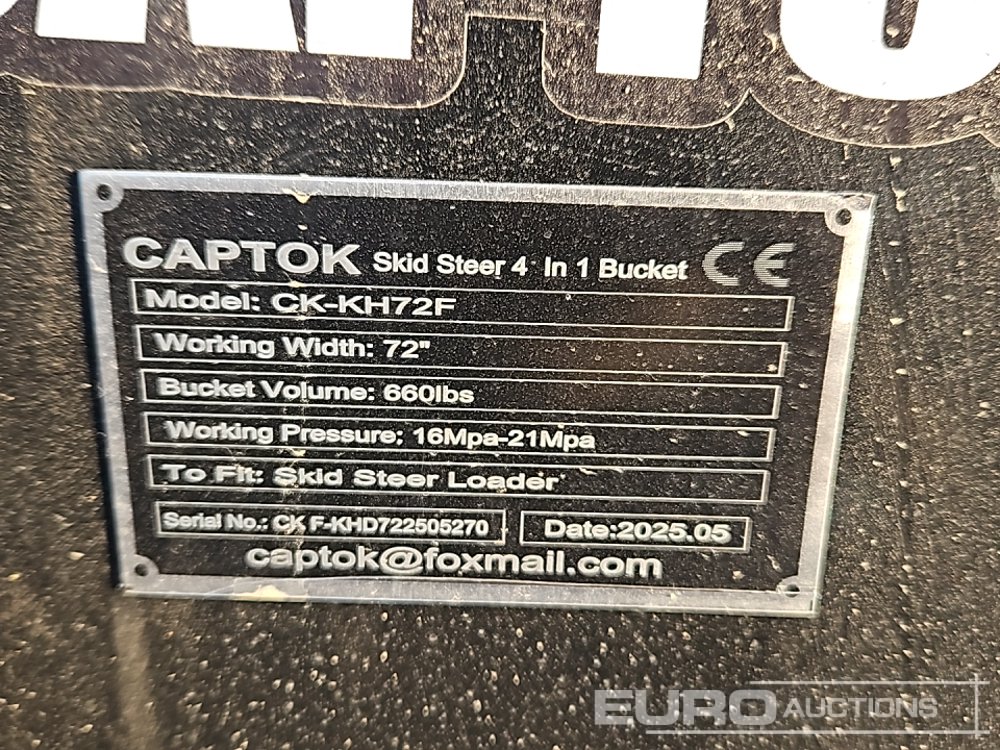 CAPTOK Skid Steer 4 In 1 Bucket CE
Model: CK-KH72F
Working Width: 72"
Bucket Volume: 660lbs
Working Pressure: 16Mpa-21Mpa
To Fit: Skid Steer Loader
Serial No.: CK F-KHD722505270
Date:2025.05
captok@foxmail.com
EURO AUCTIONS